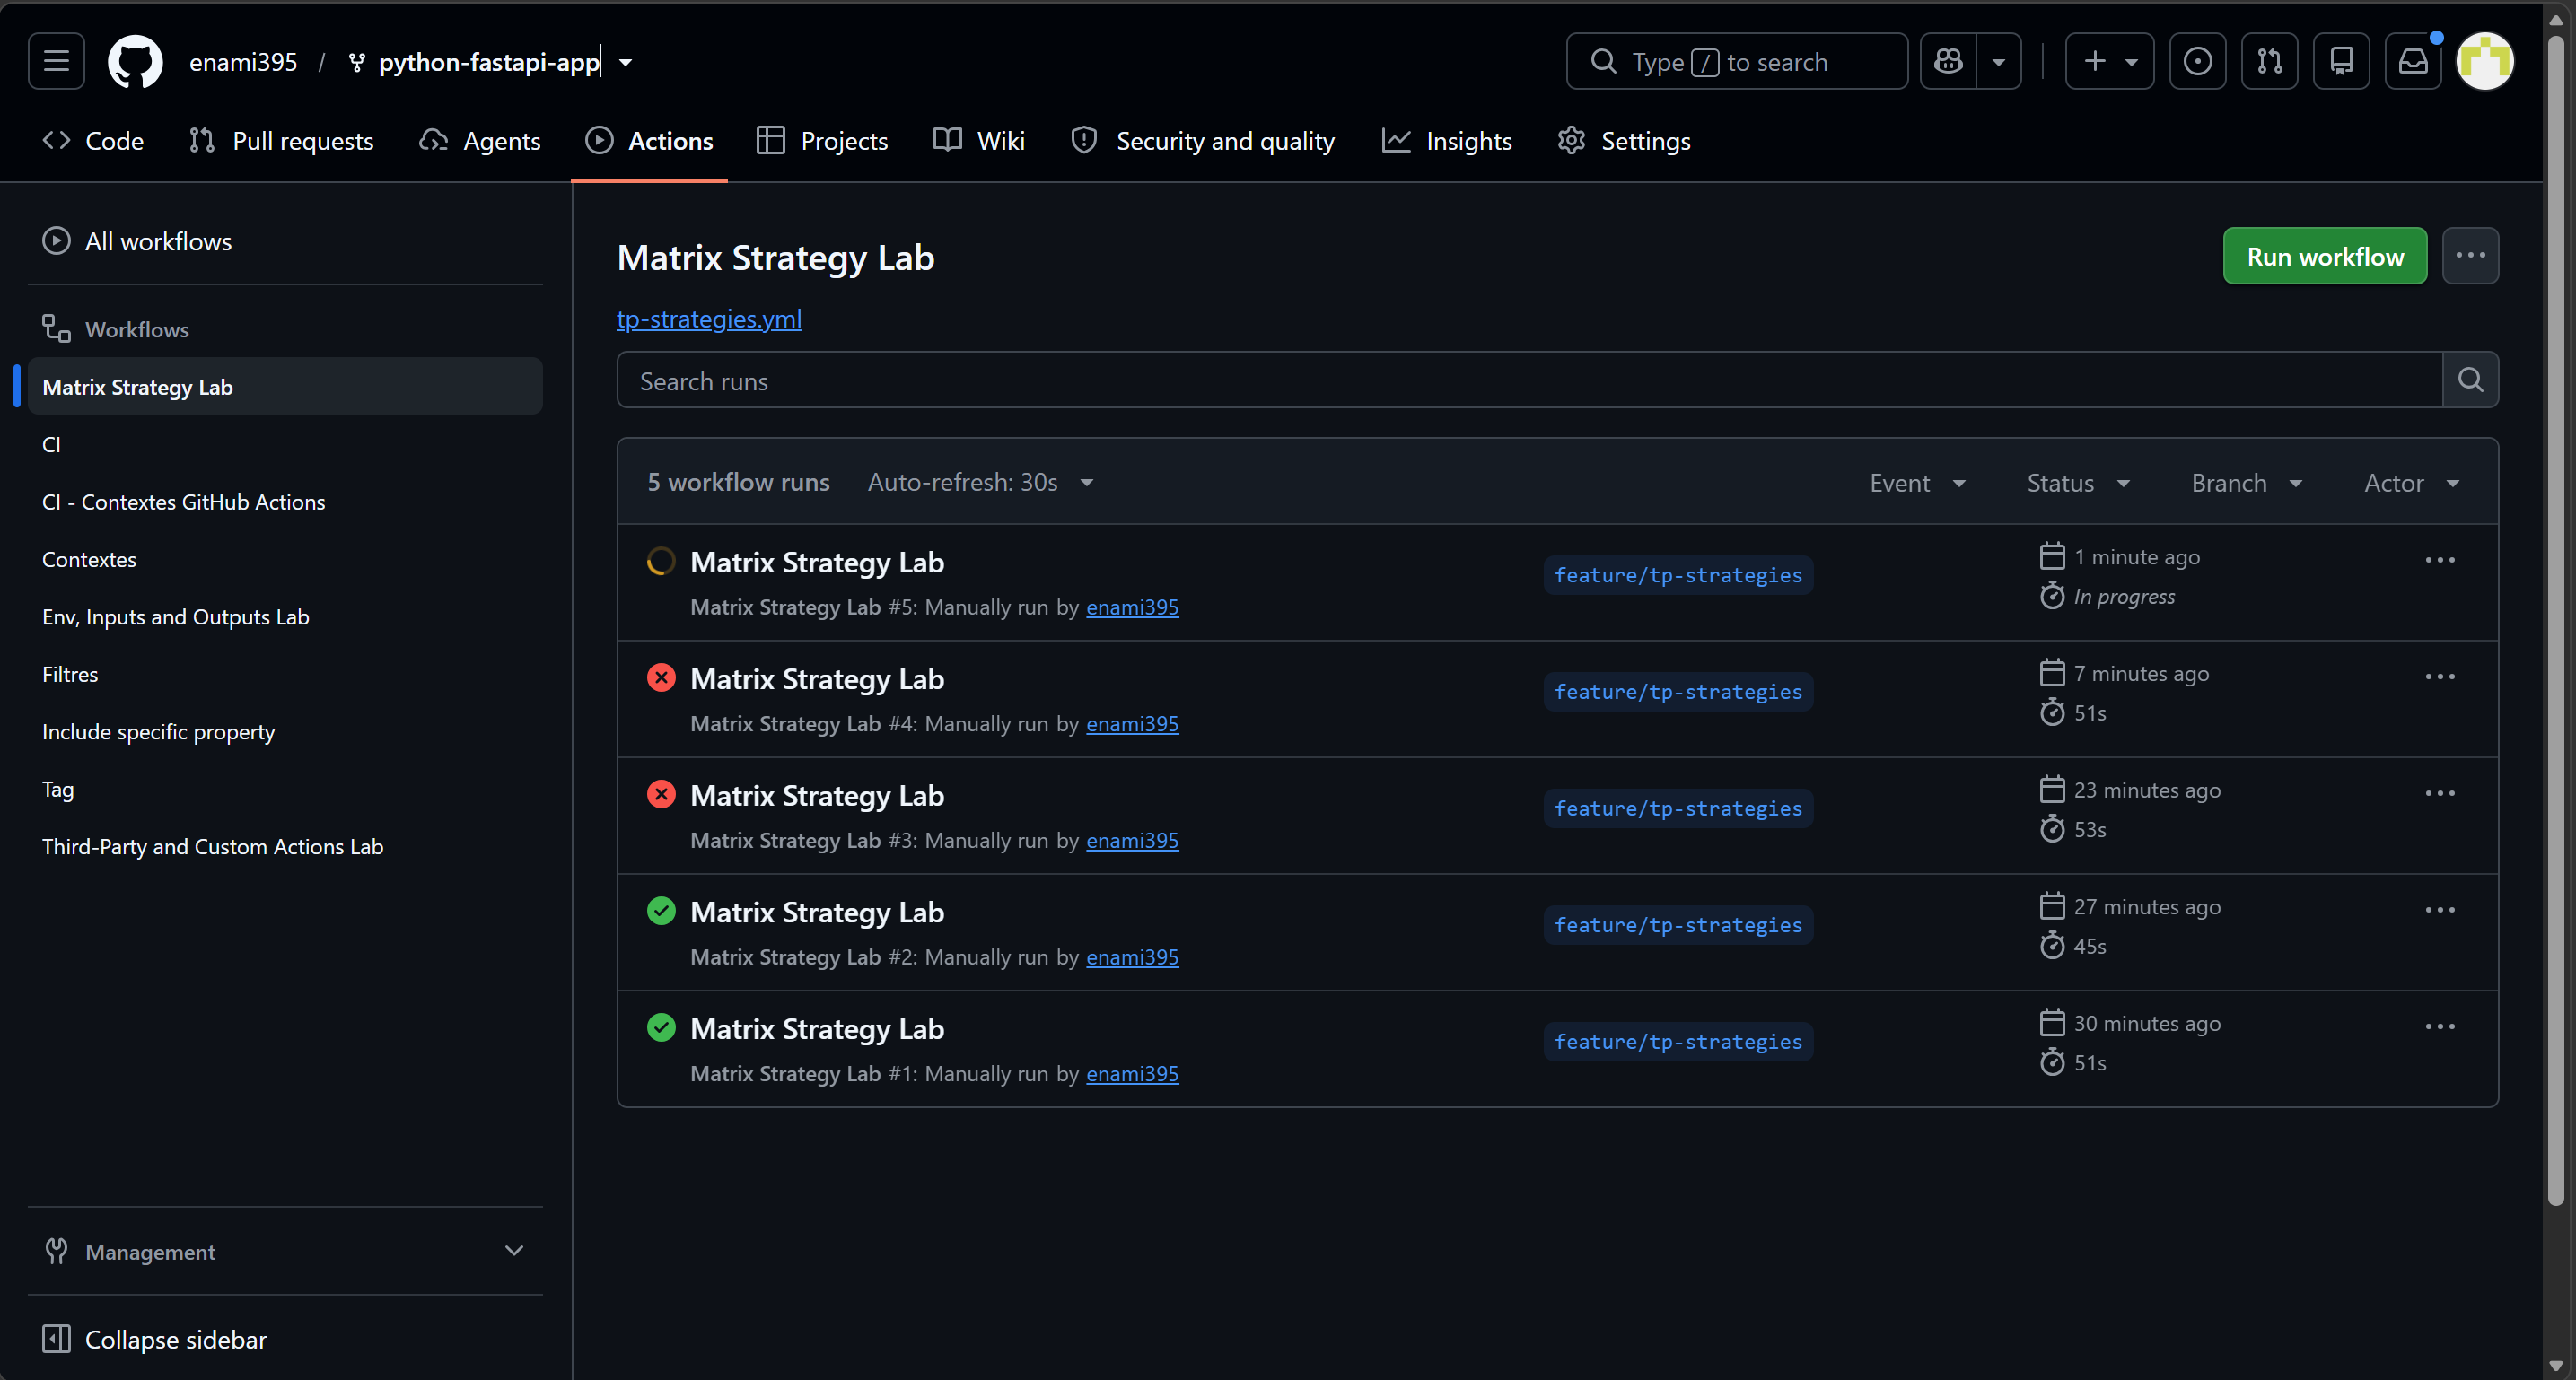 enami395 / python-fastapi-app
Type / to search
Code
Pull requests
Agents
Actions
Projects
Wiki
Security and quality
Insights
Settings
All workflows
Workflows
Matrix Strategy Lab
CI
CI - Contextes GitHub Actions
Contextes
Env, Inputs and Outputs Lab
Filtres
Include specific property
Tag
Third-Party and Custom Actions Lab
Management
Collapse sidebar
Matrix Strategy Lab
Run workflow
tp-strategies.yml
Search runs
5 workflow runs
Auto-refresh: 30s
Event
Status
Branch
Actor
Matrix Strategy Lab
Matrix Strategy Lab #5: Manually run by enami395
feature/tp-strategies
1 minute ago
In progress
Matrix Strategy Lab
Matrix Strategy Lab #4: Manually run by enami395
feature/tp-strategies
7 minutes ago
51s
Matrix Strategy Lab
Matrix Strategy Lab #3: Manually run by enami395
feature/tp-strategies
23 minutes ago
53s
Matrix Strategy Lab
Matrix Strategy Lab #2: Manually run by enami395
feature/tp-strategies
27 minutes ago
45s
Matrix Strategy Lab
Matrix Strategy Lab #1: Manually run by enami395
feature/tp-strategies
30 minutes ago
51s